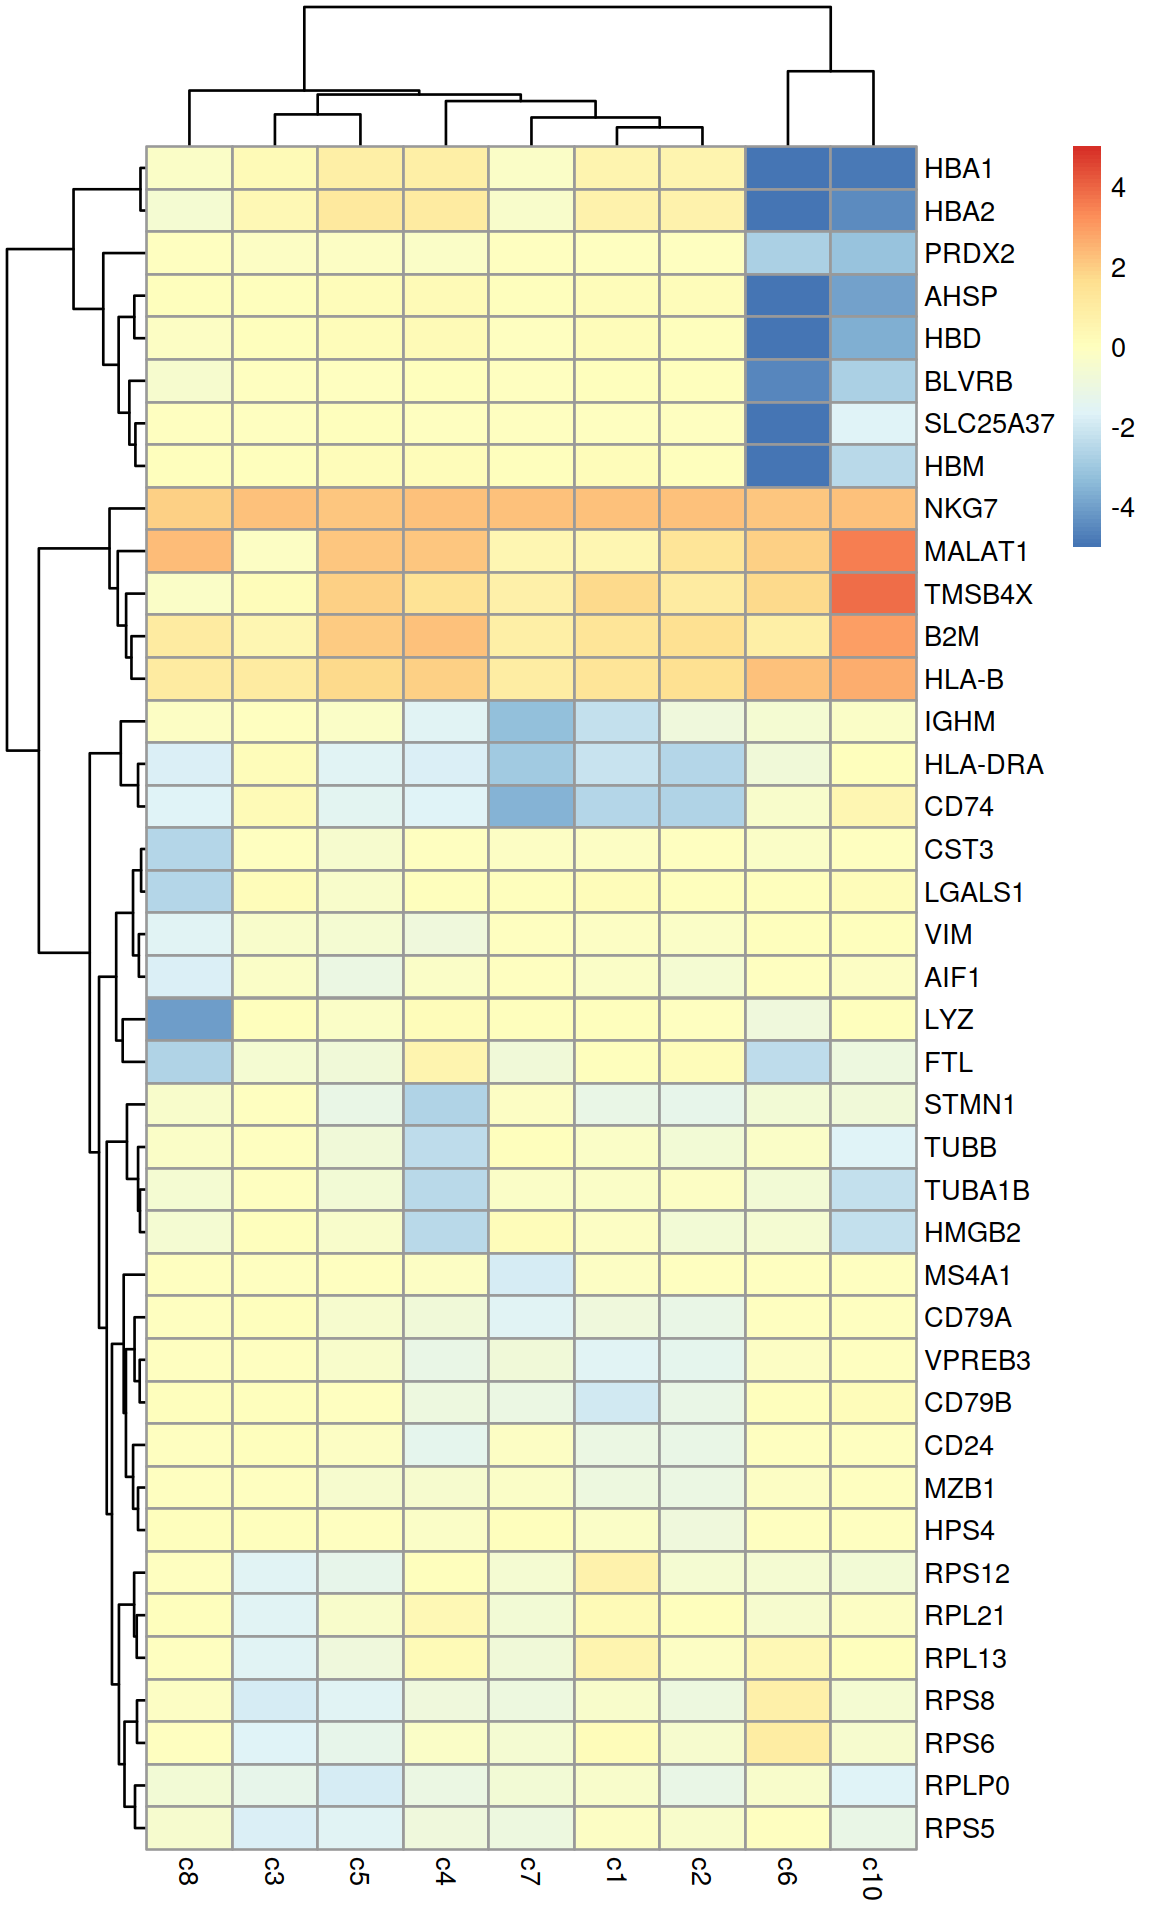 HBA1
HBA2
PRDX2
AHSP
HBD
BLVRB
SLC25A37
HBM
NKG7
MALAT1
TMSB4X
B2M
HLA-B
IGHM
HLA-DRA
CD74
CST3
LGALS1
VIM
AIF1
LYZ
FTL
STMN1
TUBB
TUBA1B
HMGB2
MS4A1
CD79A
VPREB3
CD79B
CD24
MZB1
HPS4
RPS12
RPL21
RPL13
RPS8
RPS6
RPLP0
RPS5
c8 c3 c5 c4 c7 c1 c2 c6 c10
4
2
0
-2
-4